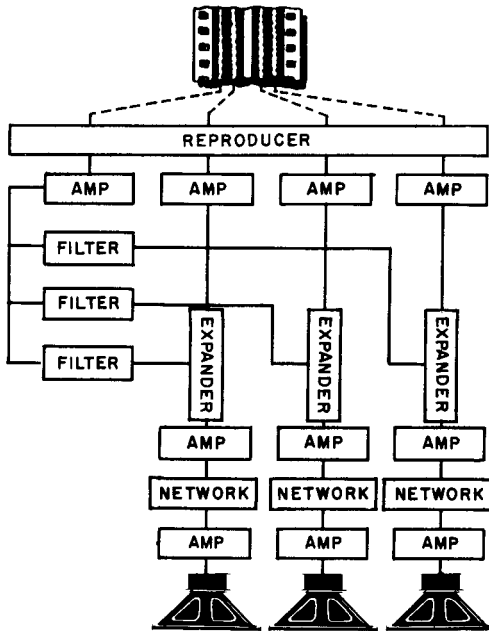 REPRODUCER
AMP AMP AMP AMP
FILTER
FILTER
FILTER
EXPANDER EXPANDER EXPANDER
AMP AMP AMP
NETWORK NETWORK NETWORK
AMP AMP AMP